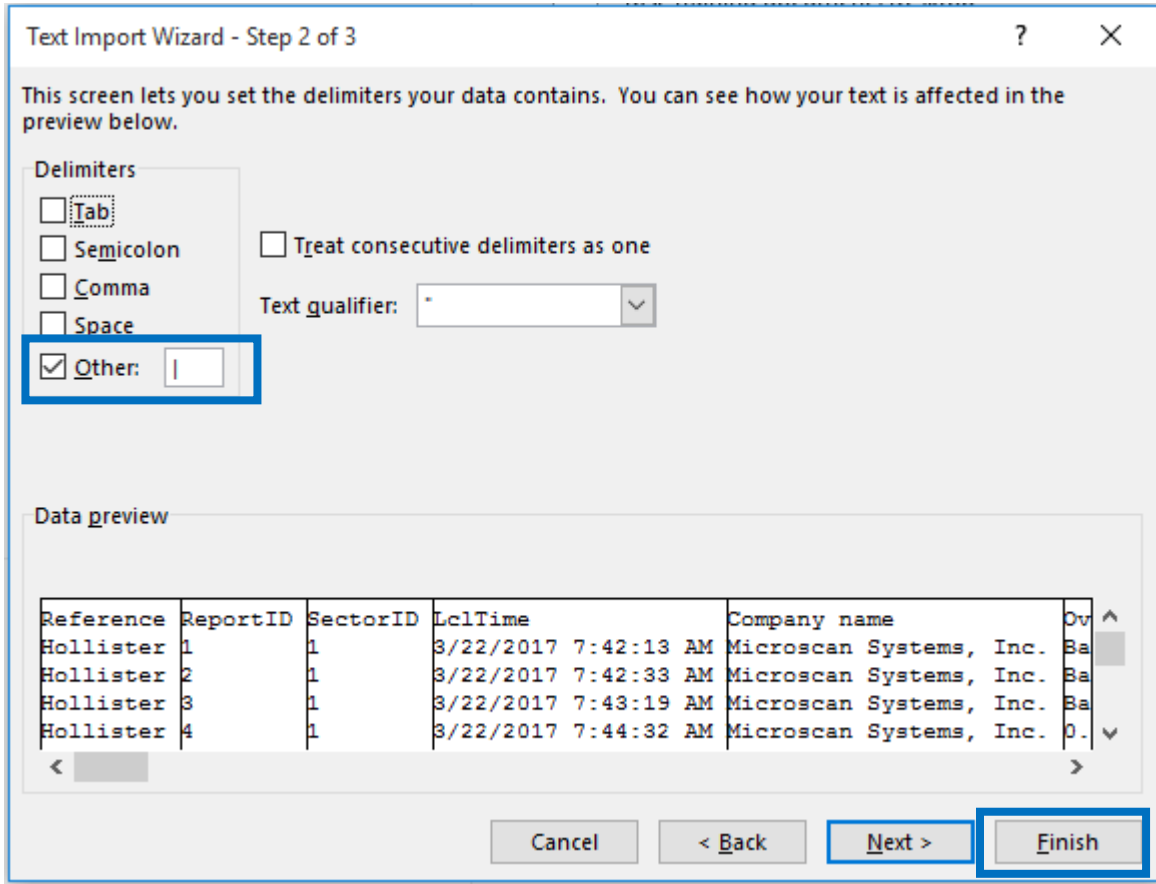 Text Import Wizard - Step 2 of 3 ?
This screen lets you set the delimiters your data contains. You can see how your text is affected in the
preview below.
Delimiters
Tab
Semicolon
Comma
Space
Other: |
Treat consecutive delimiters as one
Text qualifier: "
Data preview
Reference ReportID SectorID LclTime Company name Ov
Hollister 1 1 3/22/2017 7:42:13 AM Microscan Systems, Inc. Ba
Hollister 2 1 3/22/2017 7:42:33 AM Microscan Systems, Inc. Ba
Hollister 3 1 3/22/2017 7:43:19 AM Microscan Systems, Inc. Ba
Hollister 4 1 3/22/2017 7:44:32 AM Microscan Systems, Inc. 0.
Cancel < Back Next > Finish